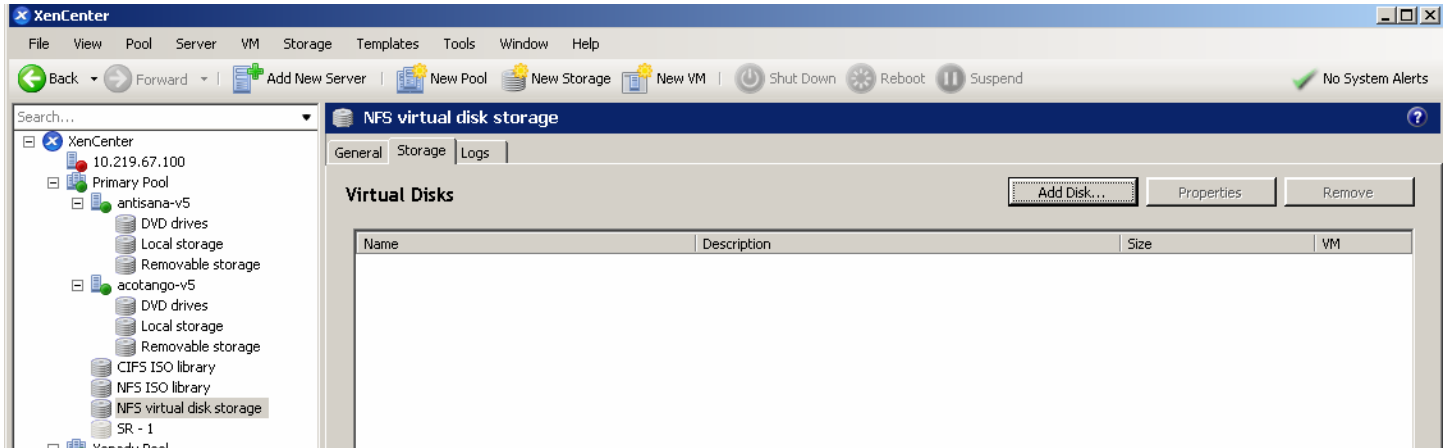 XenCenter
File View Pool Server VM Storage Templates Tools Window Help
Back Forward Add New Server New Pool New Storage New VM Shut Down Reboot Suspend No System Alerts
Search...
XenCenter
10.219.67.100
Primary Pool
antisana-v5
DVD drives
Local storage
Removable storage
acotango-v5
DVD drives
Local storage
Removable storage
CIFS ISO library
NFS ISO library
NFS virtual disk storage
SR - 1
NFS virtual disk storage
General Storage Logs
Virtual Disks
Add Disk... Properties Remove
Name Description Size VM